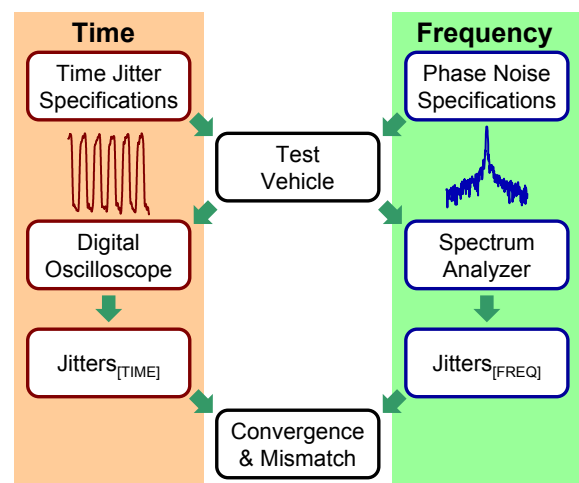 Time
Frequency
Time Jitter
Specifications
Phase Noise
Specifications
Test
Vehicle
Digital
Oscilloscope
Spectrum
Analyzer
Jitters[TIME]
Jitters[FREQ]
Convergence
& Mismatch